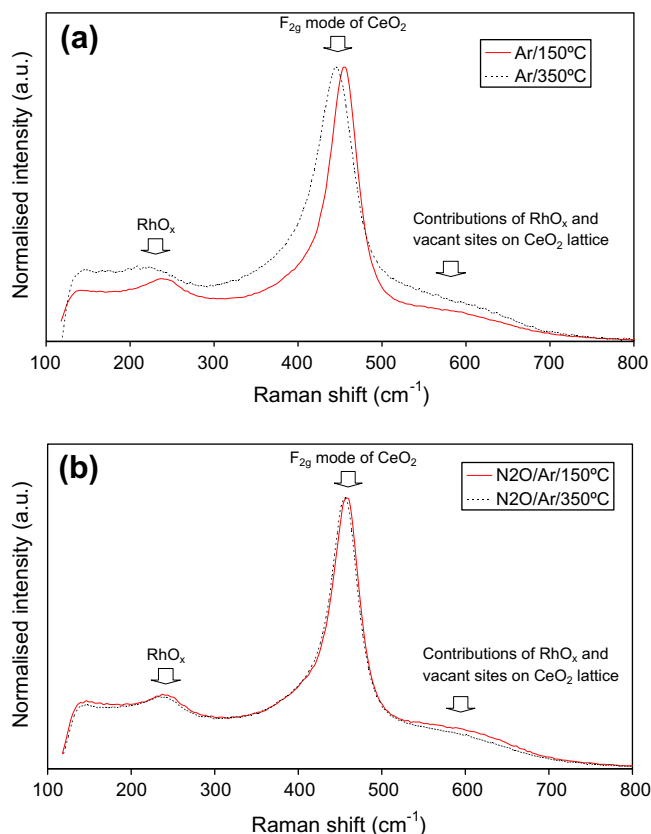 (a)
F2g mode of CeO2
Ar/150ºC
Ar/350ºC
RhOx
Contributions of RhOx and
vacant sites on CeO2 lattice
Normalised intensity (a.u.)
100 200 300 400 500 600 700 800
Raman shift (cm-1)
(b)
F2g mode of CeO2
N2O/Ar/150ºC
N2O/Ar/350ºC
RhOx
Contributions of RhOx and
vacant sites on CeO2 lattice
Normalised intensity (a.u.)
100 200 300 400 500 600 700 800
Raman shift (cm-1)